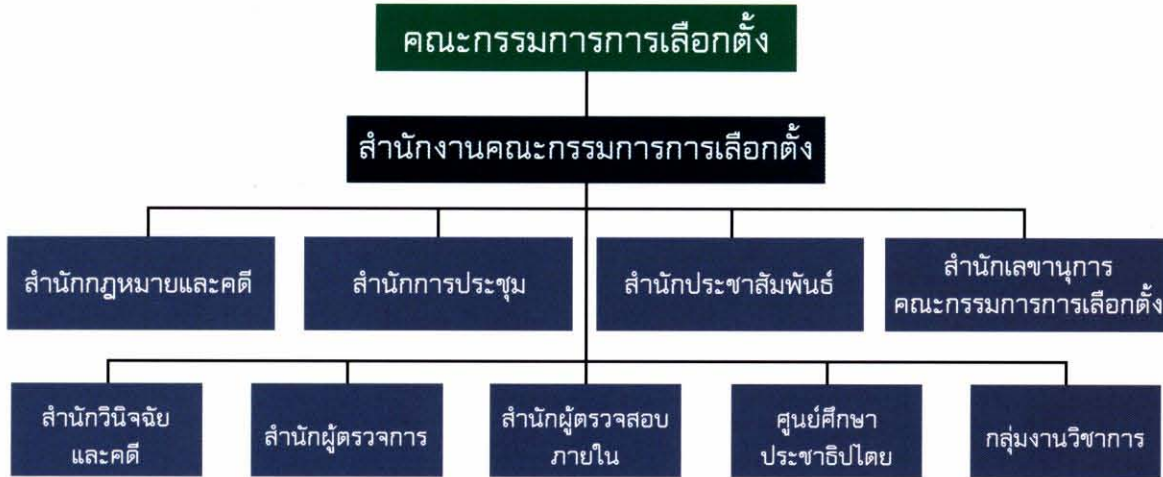 คณะกรรมการการเลือกตั้ง
สำนักงานคณะกรรมการการเลือกตั้ง
สำนักกฎหมายและคดี
สำนักการประชุม
สำนักประชาสัมพันธ์
สำนักเลขานุการ
คณะกรรมการการเลือกตั้ง
สำนักวินิจฉัย
และคดี
สำนักผู้ตรวจการ
สำนักผู้ตรวจสอบ
ภายใน
ศูนย์ศึกษา
ประชาธิปไตย
กลุ่มงานวิชาการ